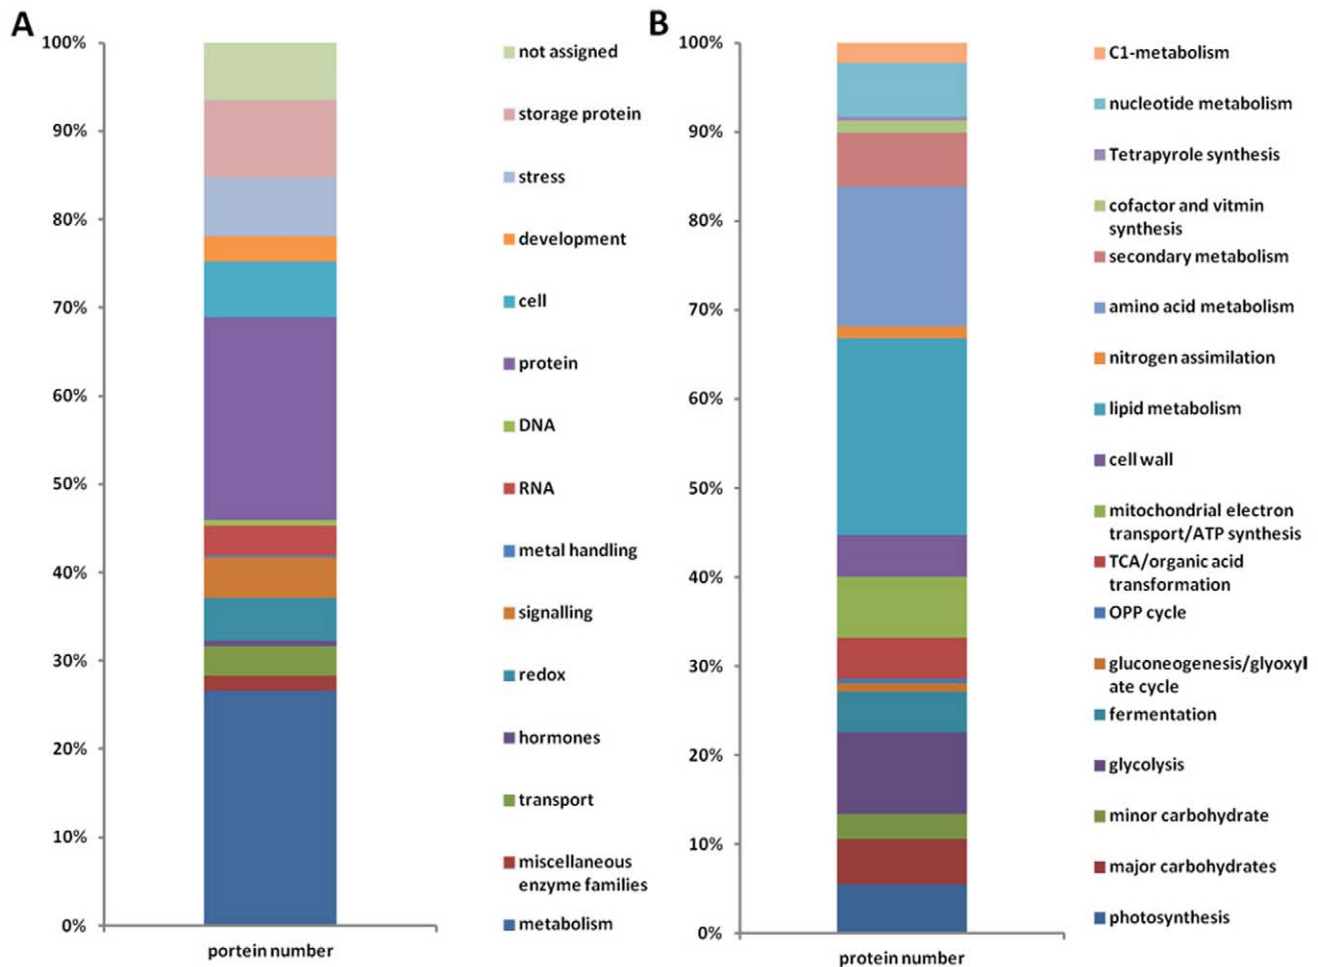 A
100%
90%
80%
70%
60%
50%
40%
30%
20%
10%
0%
portein number
not assigned
storage protein
stress
development
cell
protein
DNA
RNA
metal handling
signalling
redox
hormones
transport
miscellaneous
enzyme families
metabolism
B
100%
90%
80%
70%
60%
50%
40%
30%
20%
10%
0%
protein number
C1-metabolism
nucleotide metabolism
Tetrapyrole synthesis
cofactor and vitmin
synthesis
secondary metabolism
amino acid metabolism
nitrogen assimilation
lipid metabolism
cell wall
mitochondrial electron
transport/ATP synthesis
TCA/organic acid
transformation
OPP cycle
gluconeogenesis/glyoxyl
ate cycle
fermentation
glycolysis
minor carbohydrate
major carbohydrates
photosynthesis